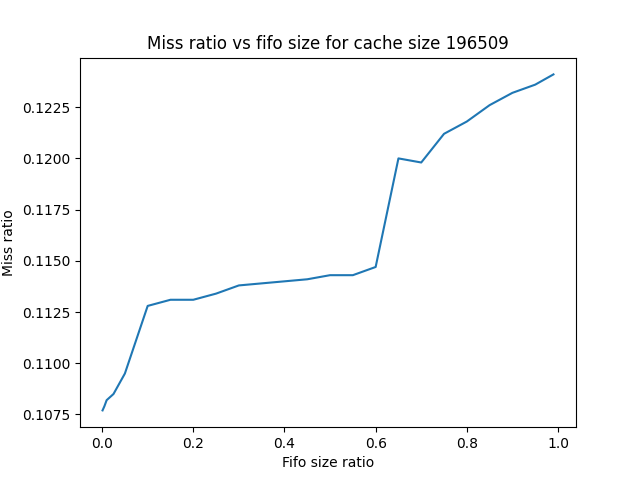 Miss ratio vs fifo size for cache size 196509
0.1225
0.1200
0.1175
0.1150
0.1125
0.1100
0.1075
Miss ratio
0.0 0.2 0.4 0.6 0.8 1.0
Fifo size ratio